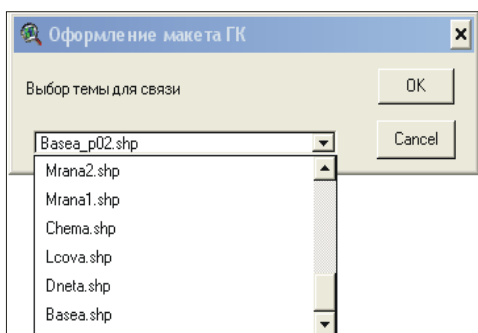 Оформление макета ГК
Выбор темы для связи
OK
Basea_p02.shp
Cancel
Mrana2.shp
Mrana1.shp
Chema.shp
Lcova.shp
Dneta.shp
Basea.shp